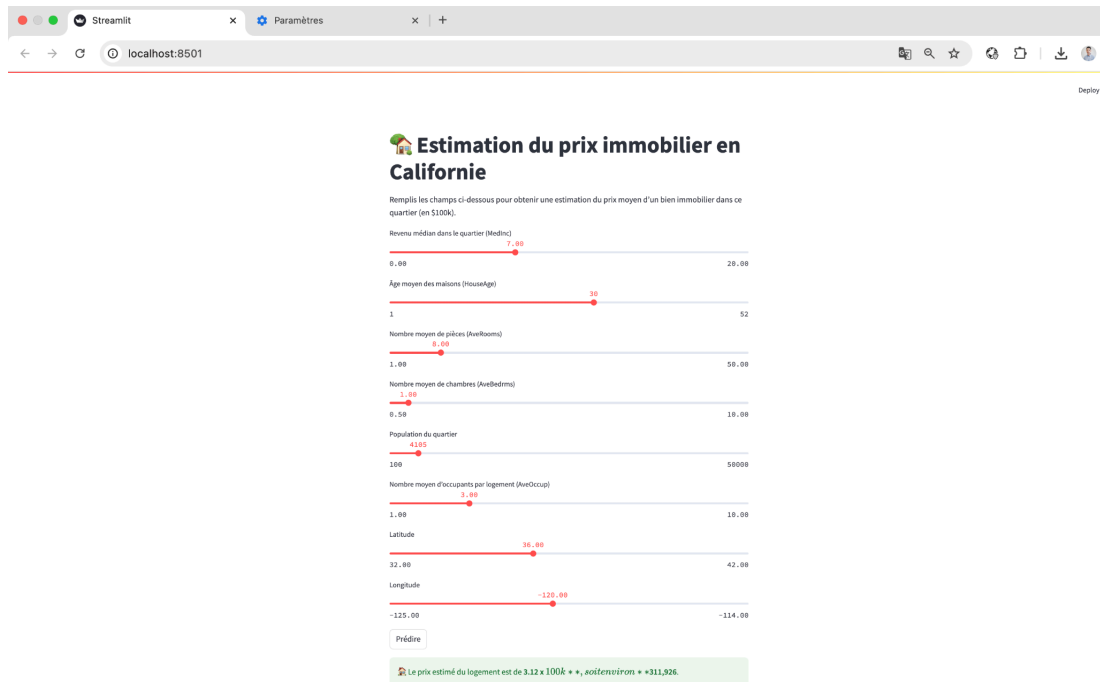 Streamlit
Paramètres
localhost:8501
Deploy
Estimation du prix immobilier en
Californie
Remplis les champs ci-dessous pour obtenir une estimation du prix moyen d'un bien immobilier dans ce
quartier (en $100k).
Revenu médian dans le quartier (MedInc)
7.00
0.00 20.00
Âge moyen des maisons (HouseAge)
30
1 52
Nombre moyen de pièces (AveRooms)
8.00
1.00 50.00
Nombre moyen de chambres (AveBedrms)
1.00
0.50 10.00
Population du quartier
4105
100 50000
Nombre moyen d'occupants par logement (AveOccup)
3.00
1.00 10.00
Latitude
36.00
32.00 42.00
Longitude
-120.00
-125.00 -114.00
Prédire
Le prix estimé du logement est de 3.12 x 100k * *, soitenviron * *311,926.